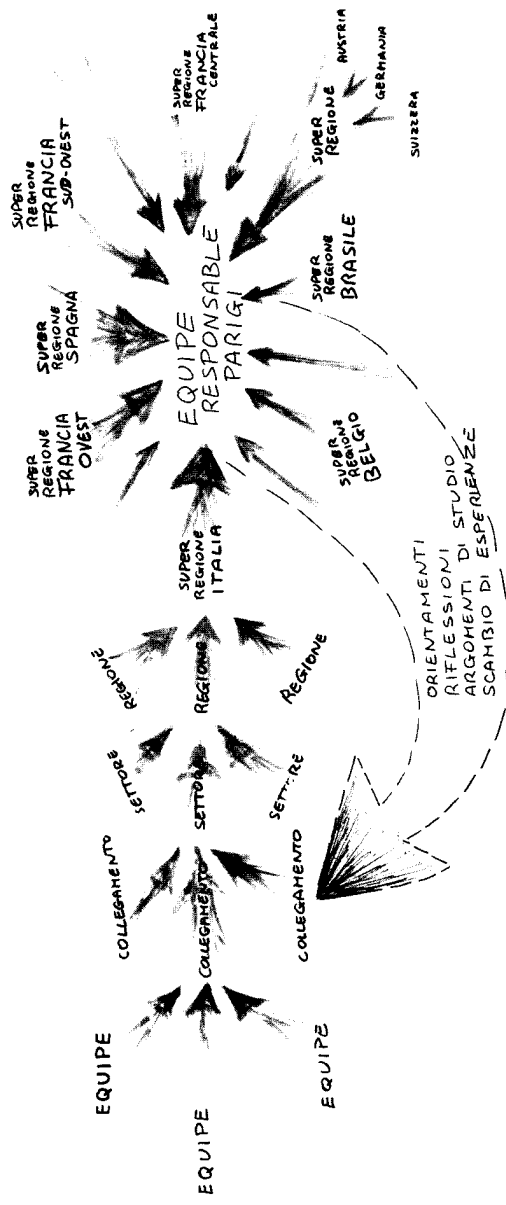 EQUIPE
EQUIPE
EQUIPE
COLLEGAMENTO
COLLEGAMENTO
COLLEGAMENTO
SETTORE
SETTORE
SETTORE
REGIONE
REGIONE
REGIONE
SUPER
REGIONE
ITALIA
SUPER
REGIONE
FRANCIA
OVEST
SUPER
REGIONE
SPAGNA
SUPER
REGIONE
FRANCIA
SUD-OVEST
SUPER
REGIONE
FRANCIA
CENTRALE
EQUIPE
RESPONSABLE
PARIGI
SUPER
REGIONE
BELGIO
SUPER
REGIONE
BRASILE
SUPER
REGIONE
AUSTRIA
GERMANIA
SVIZZERA
ORIENTAMENTI
RIFLESSIONI
ARGOMENTI DI STUDIO
SCAMBIO DI ESPERIENZE